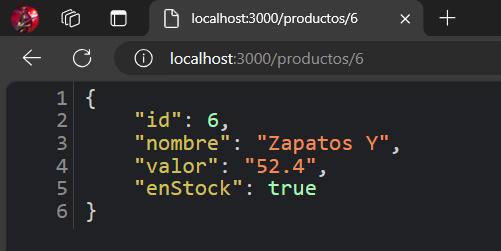 localhost:3000/productos/6
localhost:3000/productos/6
1 {
2 "id": 6,
3 "nombre": "Zapatos Y",
4 "valor": "52.4",
5 "enStock": true
6 }